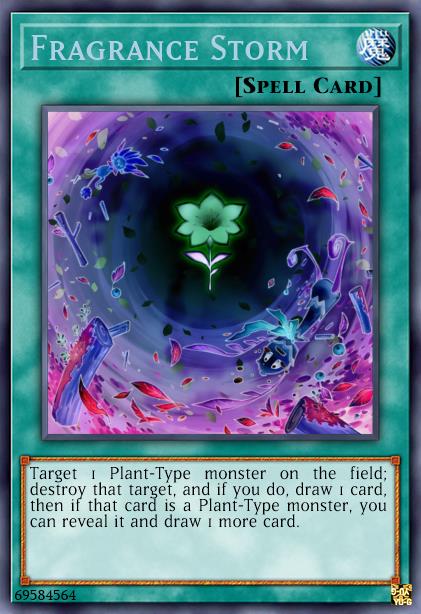 Fragrance Storm
魔
[Spell Card]
Target 1 Plant-Type monster on the field;
destroy that target, and if you do, draw 1 card,
then if that card is a Plant-Type monster, you
can reveal it and draw 1 more card.
69584564